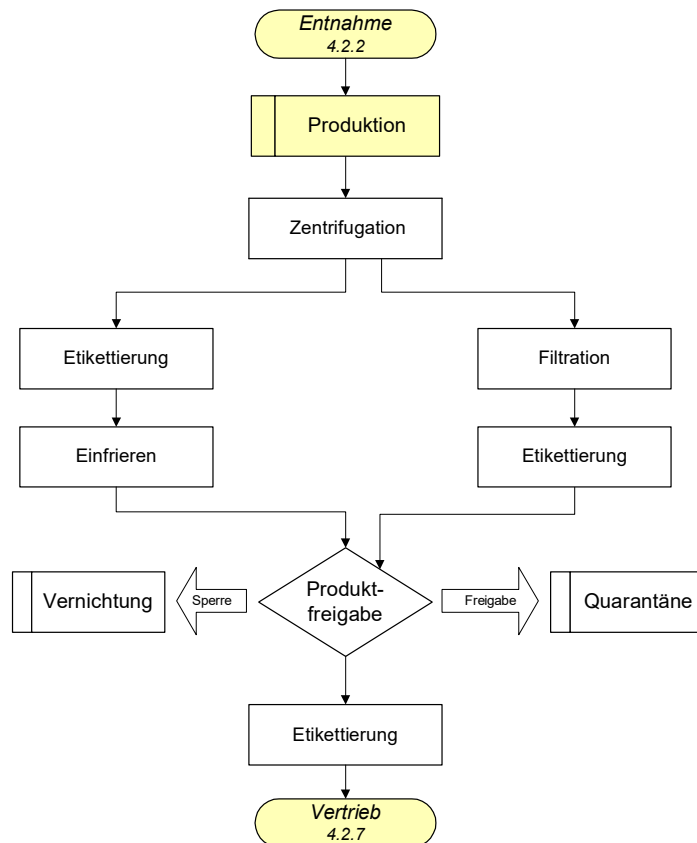 Entnahme
4.2.2
Produktion
Zentrifugation
Etikettierung
Filtration
Einfrieren
Etikettierung
Vernichtung
Sperre
Produkt-
freigabe
Freigabe
Quarantäne
Etikettierung
Vertrieb
4.2.7